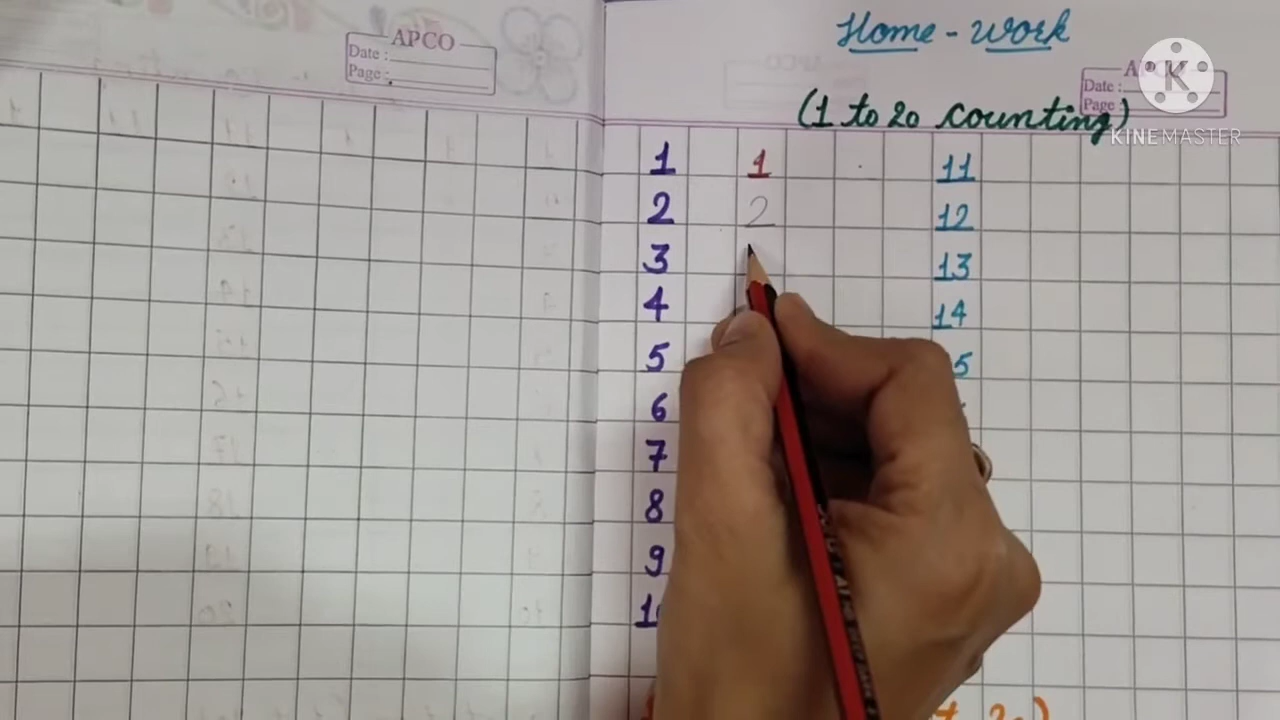 APCO
Date :
Page :
Home - Work
Date :
Page
K
KINEMASTER
(1 to 20 counting)
1 1 11
2 2 12
3 13
4 14
5 5
6
7
8
9